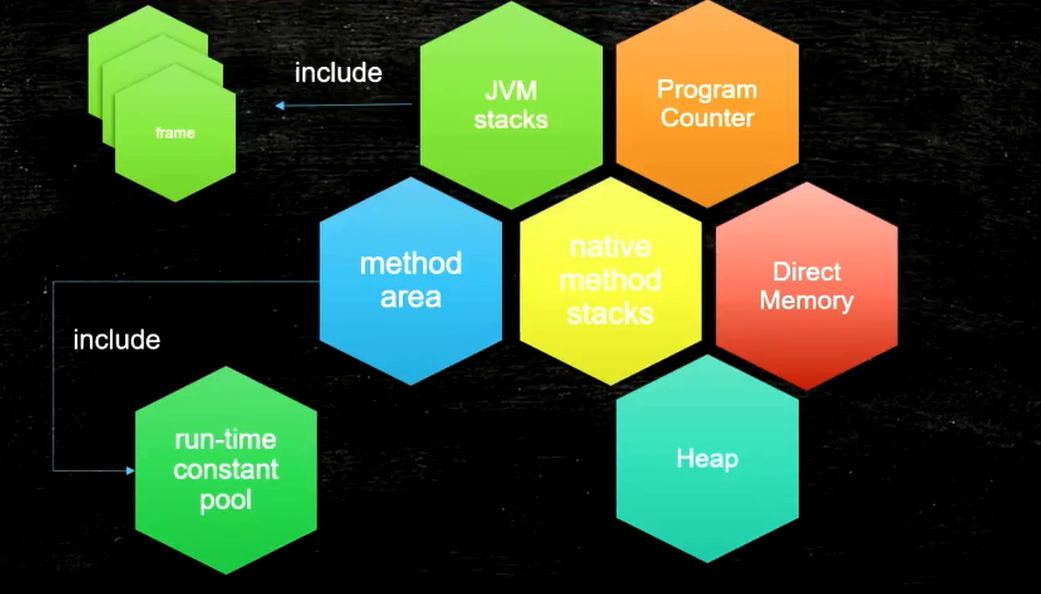 include
JVM
stacks
Program
Counter
frame
method
area
native
method
stacks
Direct
Memory
include
run-time
constant
pool
Heap